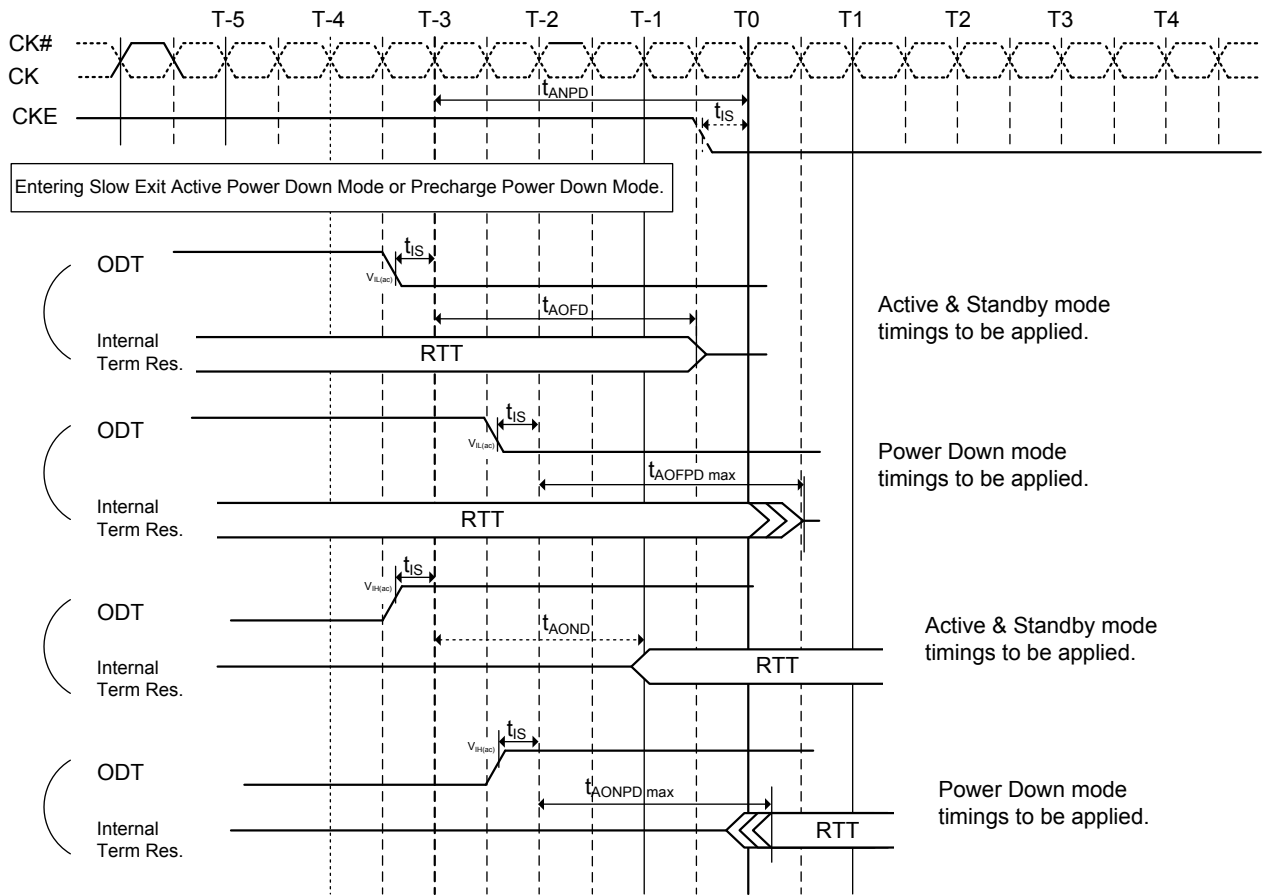 T-5 T-4 T-3 T-2 T-1 T0 T1 T2 T3 T4
CK#
CK
tANPD
CKE
tIS
Entering Slow Exit Active Power Down Mode or Precharge Power Down Mode.
ODT
tIS
VIL(ac)
tAOFD
Active & Standby mode
timings to be applied.
Internal
Term Res.
RTT
ODT
tIS
VIL(ac)
Power Down mode
timings to be applied.
tAOFPD max
Internal
Term Res.
RTT
tIS
VIH(ac)
ODT
tAOND
Active & Standby mode
timings to be applied.
Internal
Term Res.
RTT
tIS
VIH(ac)
ODT
tAONPD max
Power Down mode
timings to be applied.
Internal
Term Res.
RTT